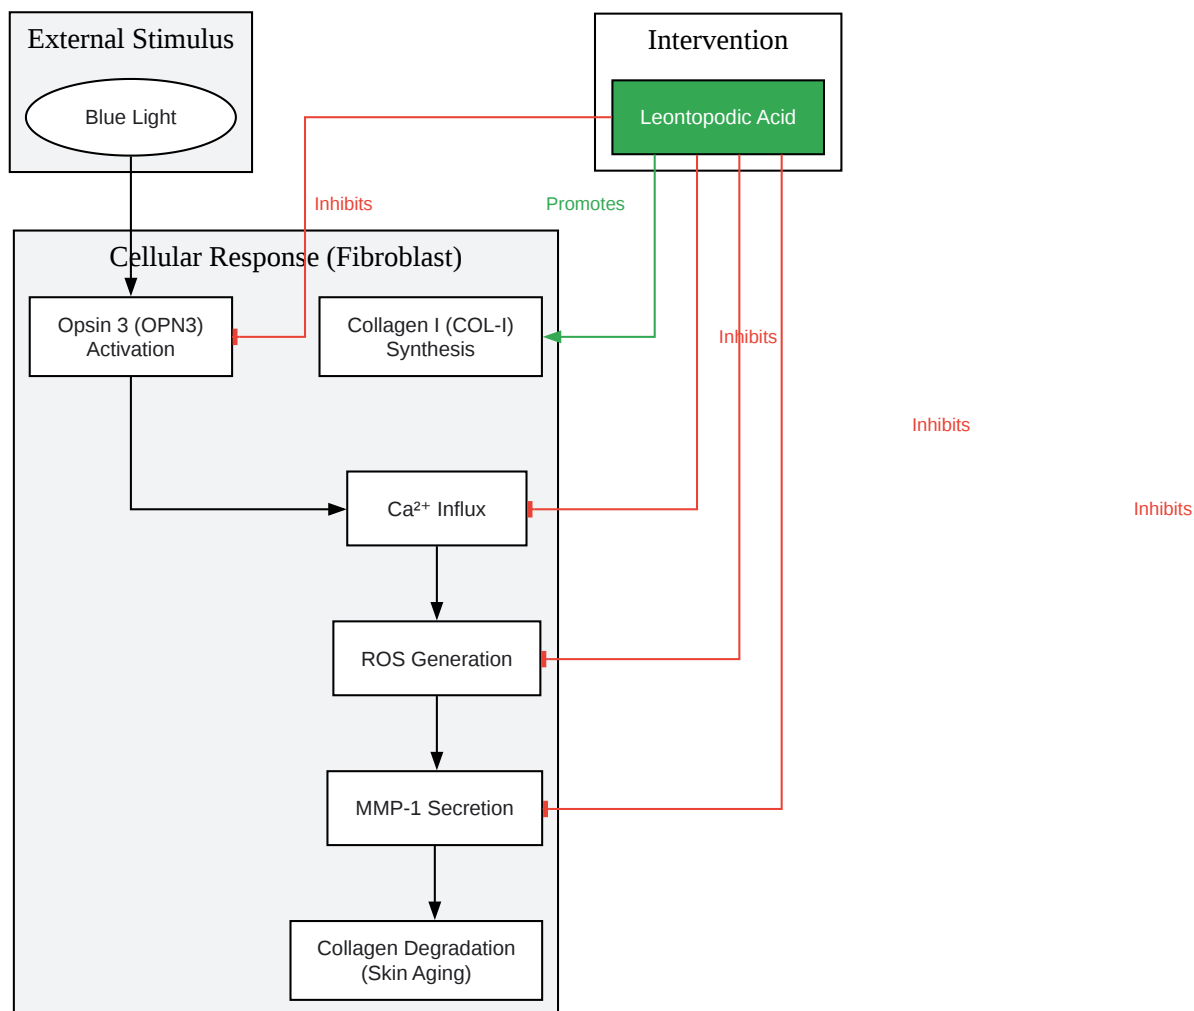 External Stimulus
Intervention
Blue Light
Leontopodic Acid
Inhibits
Promotes
Cellular Response (Fibroblast)
Opsin 3 (OPN3)
Activation
Collagen I (COL-I)
Synthesis
Inhibits
Inhibits
Ca²⁺ Influx
Inhibits
ROS Generation
MMP-1 Secretion
Collagen Degradation
(Skin Aging)